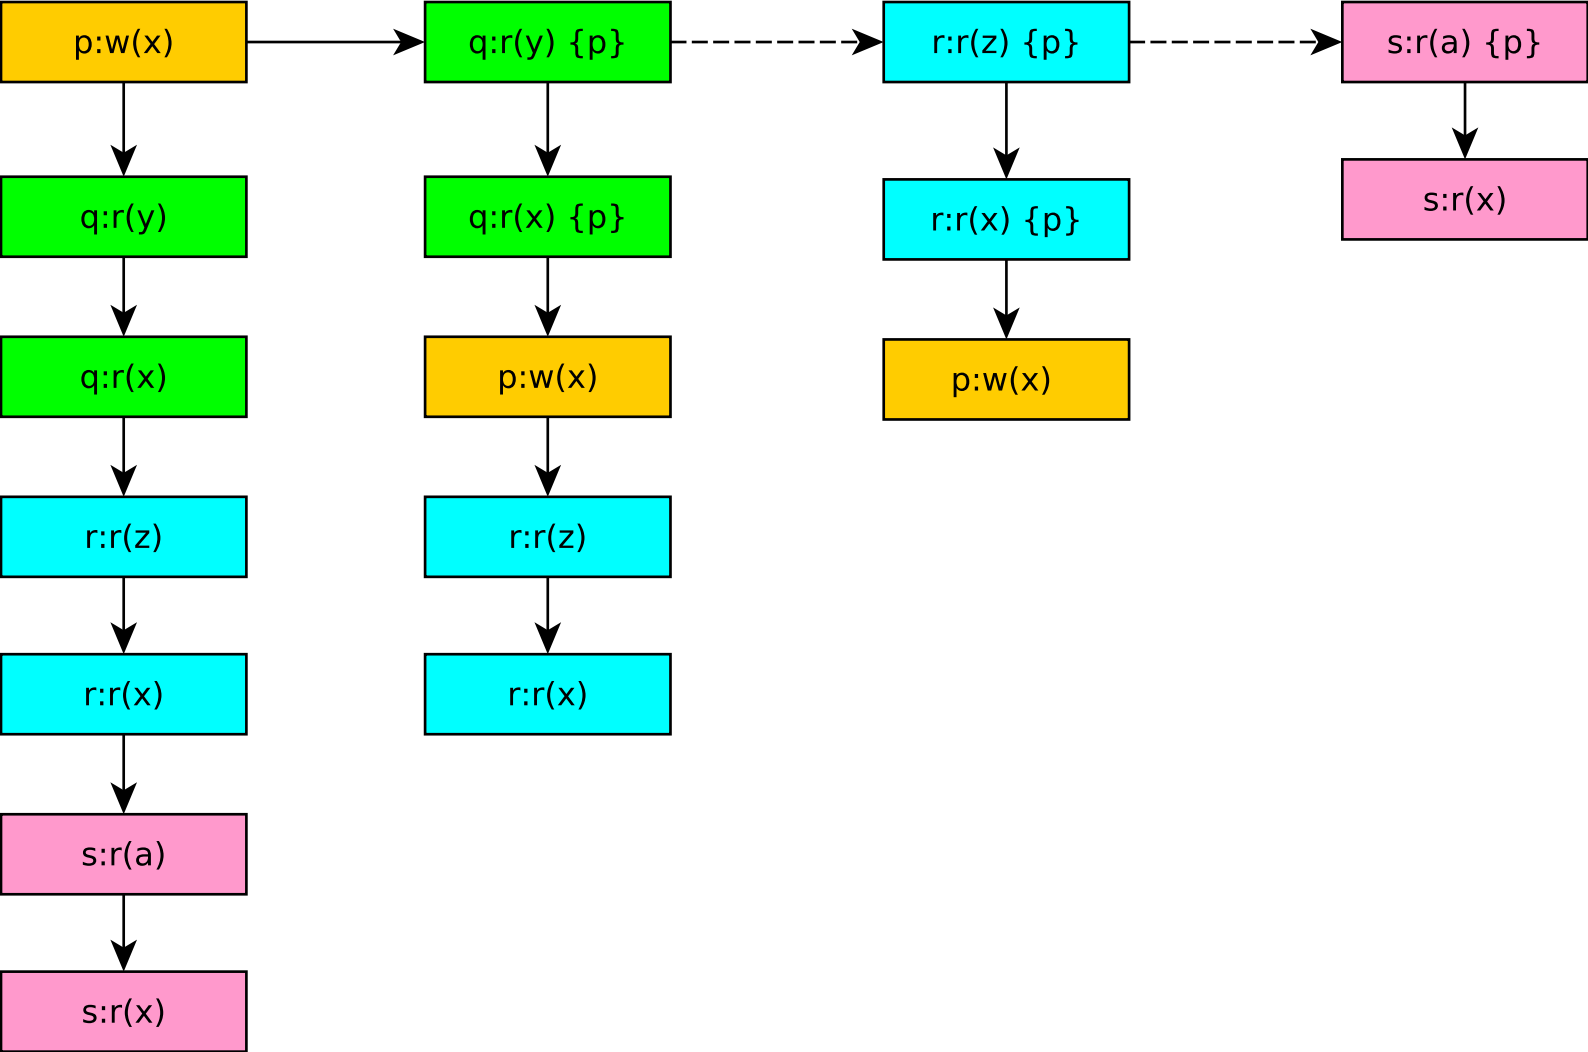 p:w(x)
q:r(y) {p}
r:r(z) {p}
s:r(a) {p}
q:r(y)
q:r(x) {p}
r:r(x) {p}
s:r(x)
q:r(x)
p:w(x)
p:w(x)
r:r(z)
r:r(z)
r:r(x)
r:r(x)
s:r(a)
s:r(x)